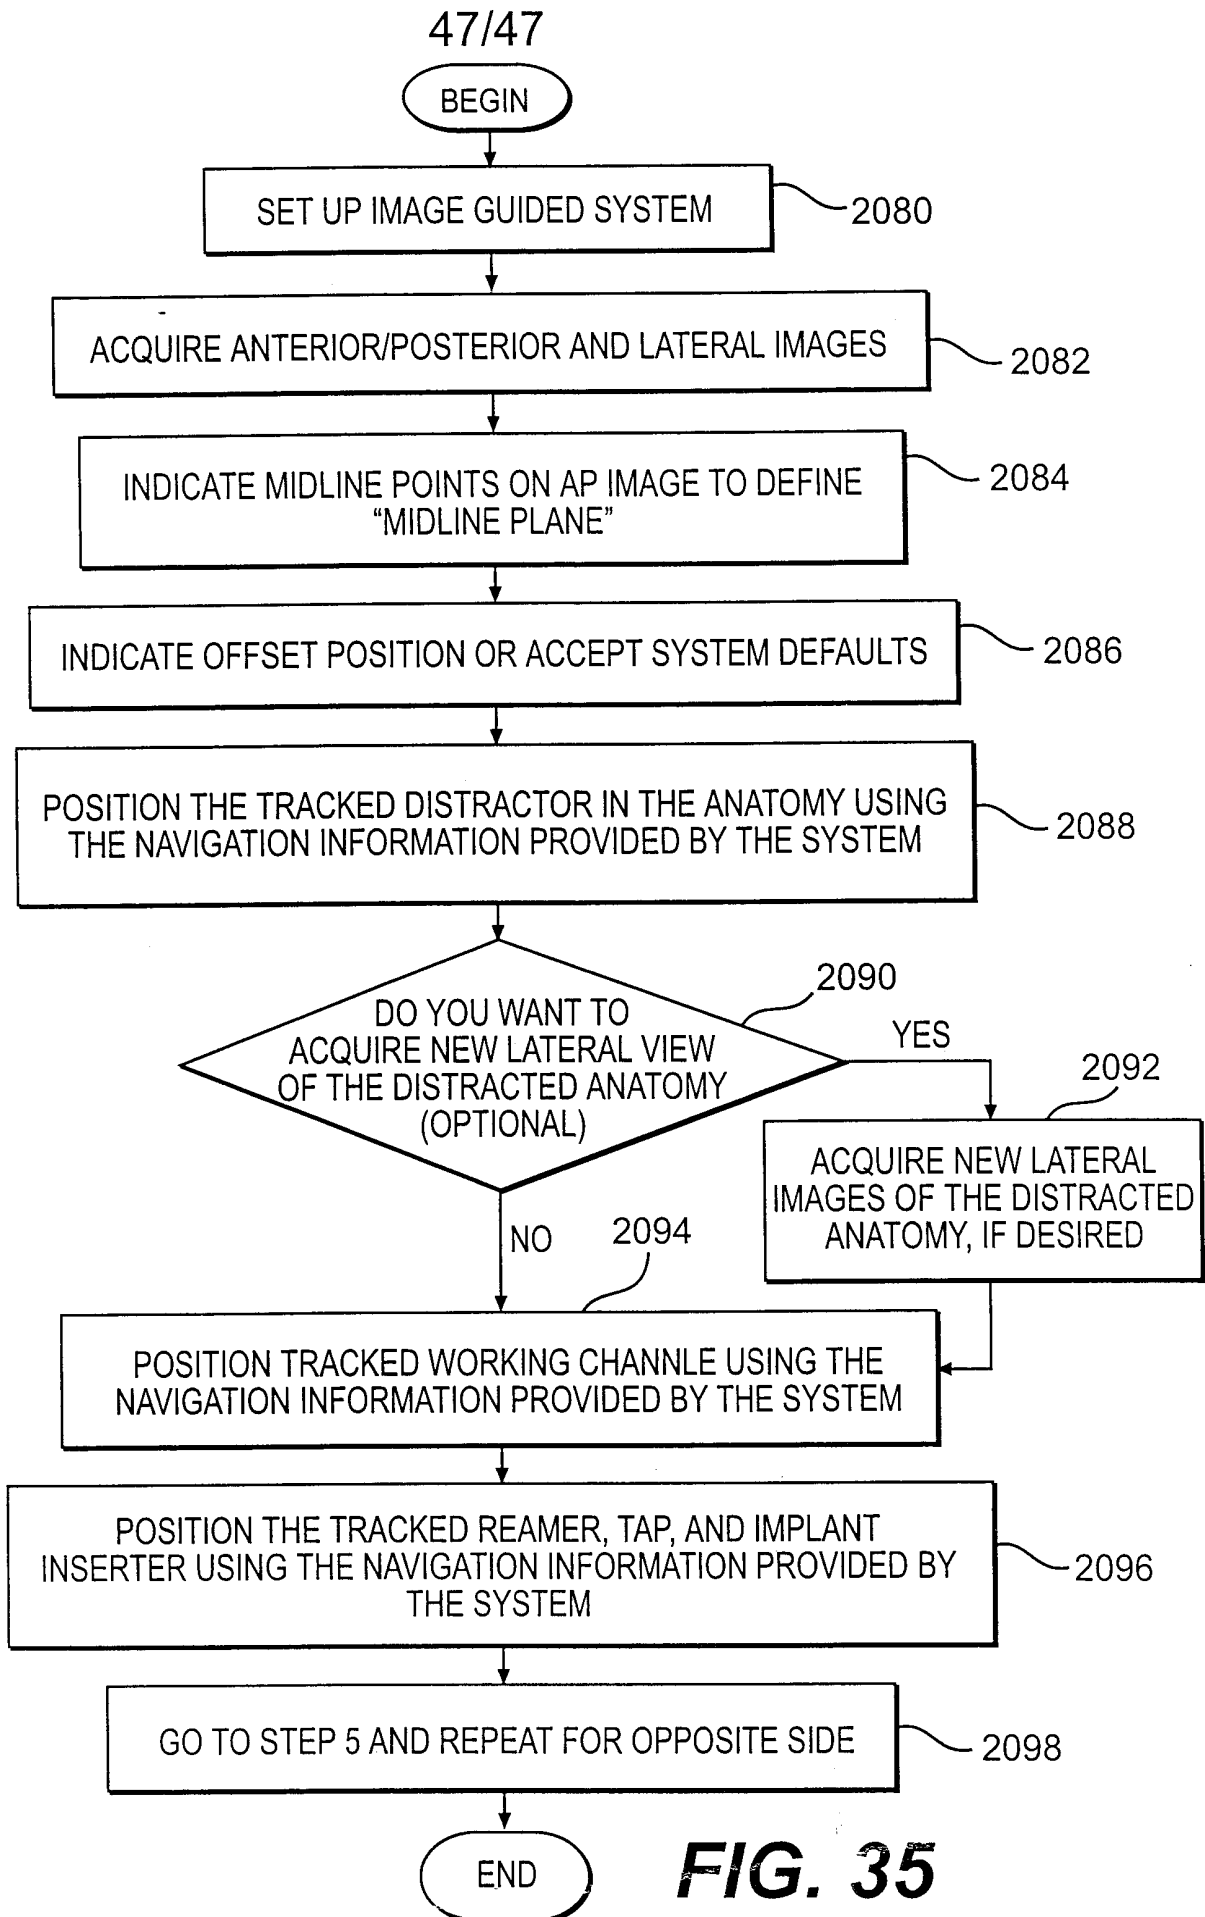 47/47
BEGIN
SET UP IMAGE GUIDED SYSTEM
2080
ACQUIRE ANTERIOR/POSTERIOR AND LATERAL IMAGES
2082
INDICATE MIDLINE POINTS ON AP IMAGE TO DEFINE
“MIDLINE PLANE”
2084
INDICATE OFFSET POSITION OR ACCEPT SYSTEM DEFAULTS
2086
POSITION THE TRACKED DISTRACTOR IN THE ANATOMY USING
THE NAVIGATION INFORMATION PROVIDED BY THE SYSTEM
2088
2090
DO YOU WANT TO
ACQUIRE NEW LATERAL VIEW
OF THE DISTRACTED ANATOMY
(OPTIONAL)
YES
2092
ACQUIRE NEW LATERAL
IMAGES OF THE DISTRACTED
ANATOMY, IF DESIRED
NO
2094
POSITION TRACKED WORKING CHANNLE USING THE
NAVIGATION INFORMATION PROVIDED BY THE SYSTEM
POSITION THE TRACKED REAMER, TAP, AND IMPLANT
INSERTER USING THE NAVIGATION INFORMATION PROVIDED BY
THE SYSTEM
2096
GO TO STEP 5 AND REPEAT FOR OPPOSITE SIDE
2098
END
FIG. 35